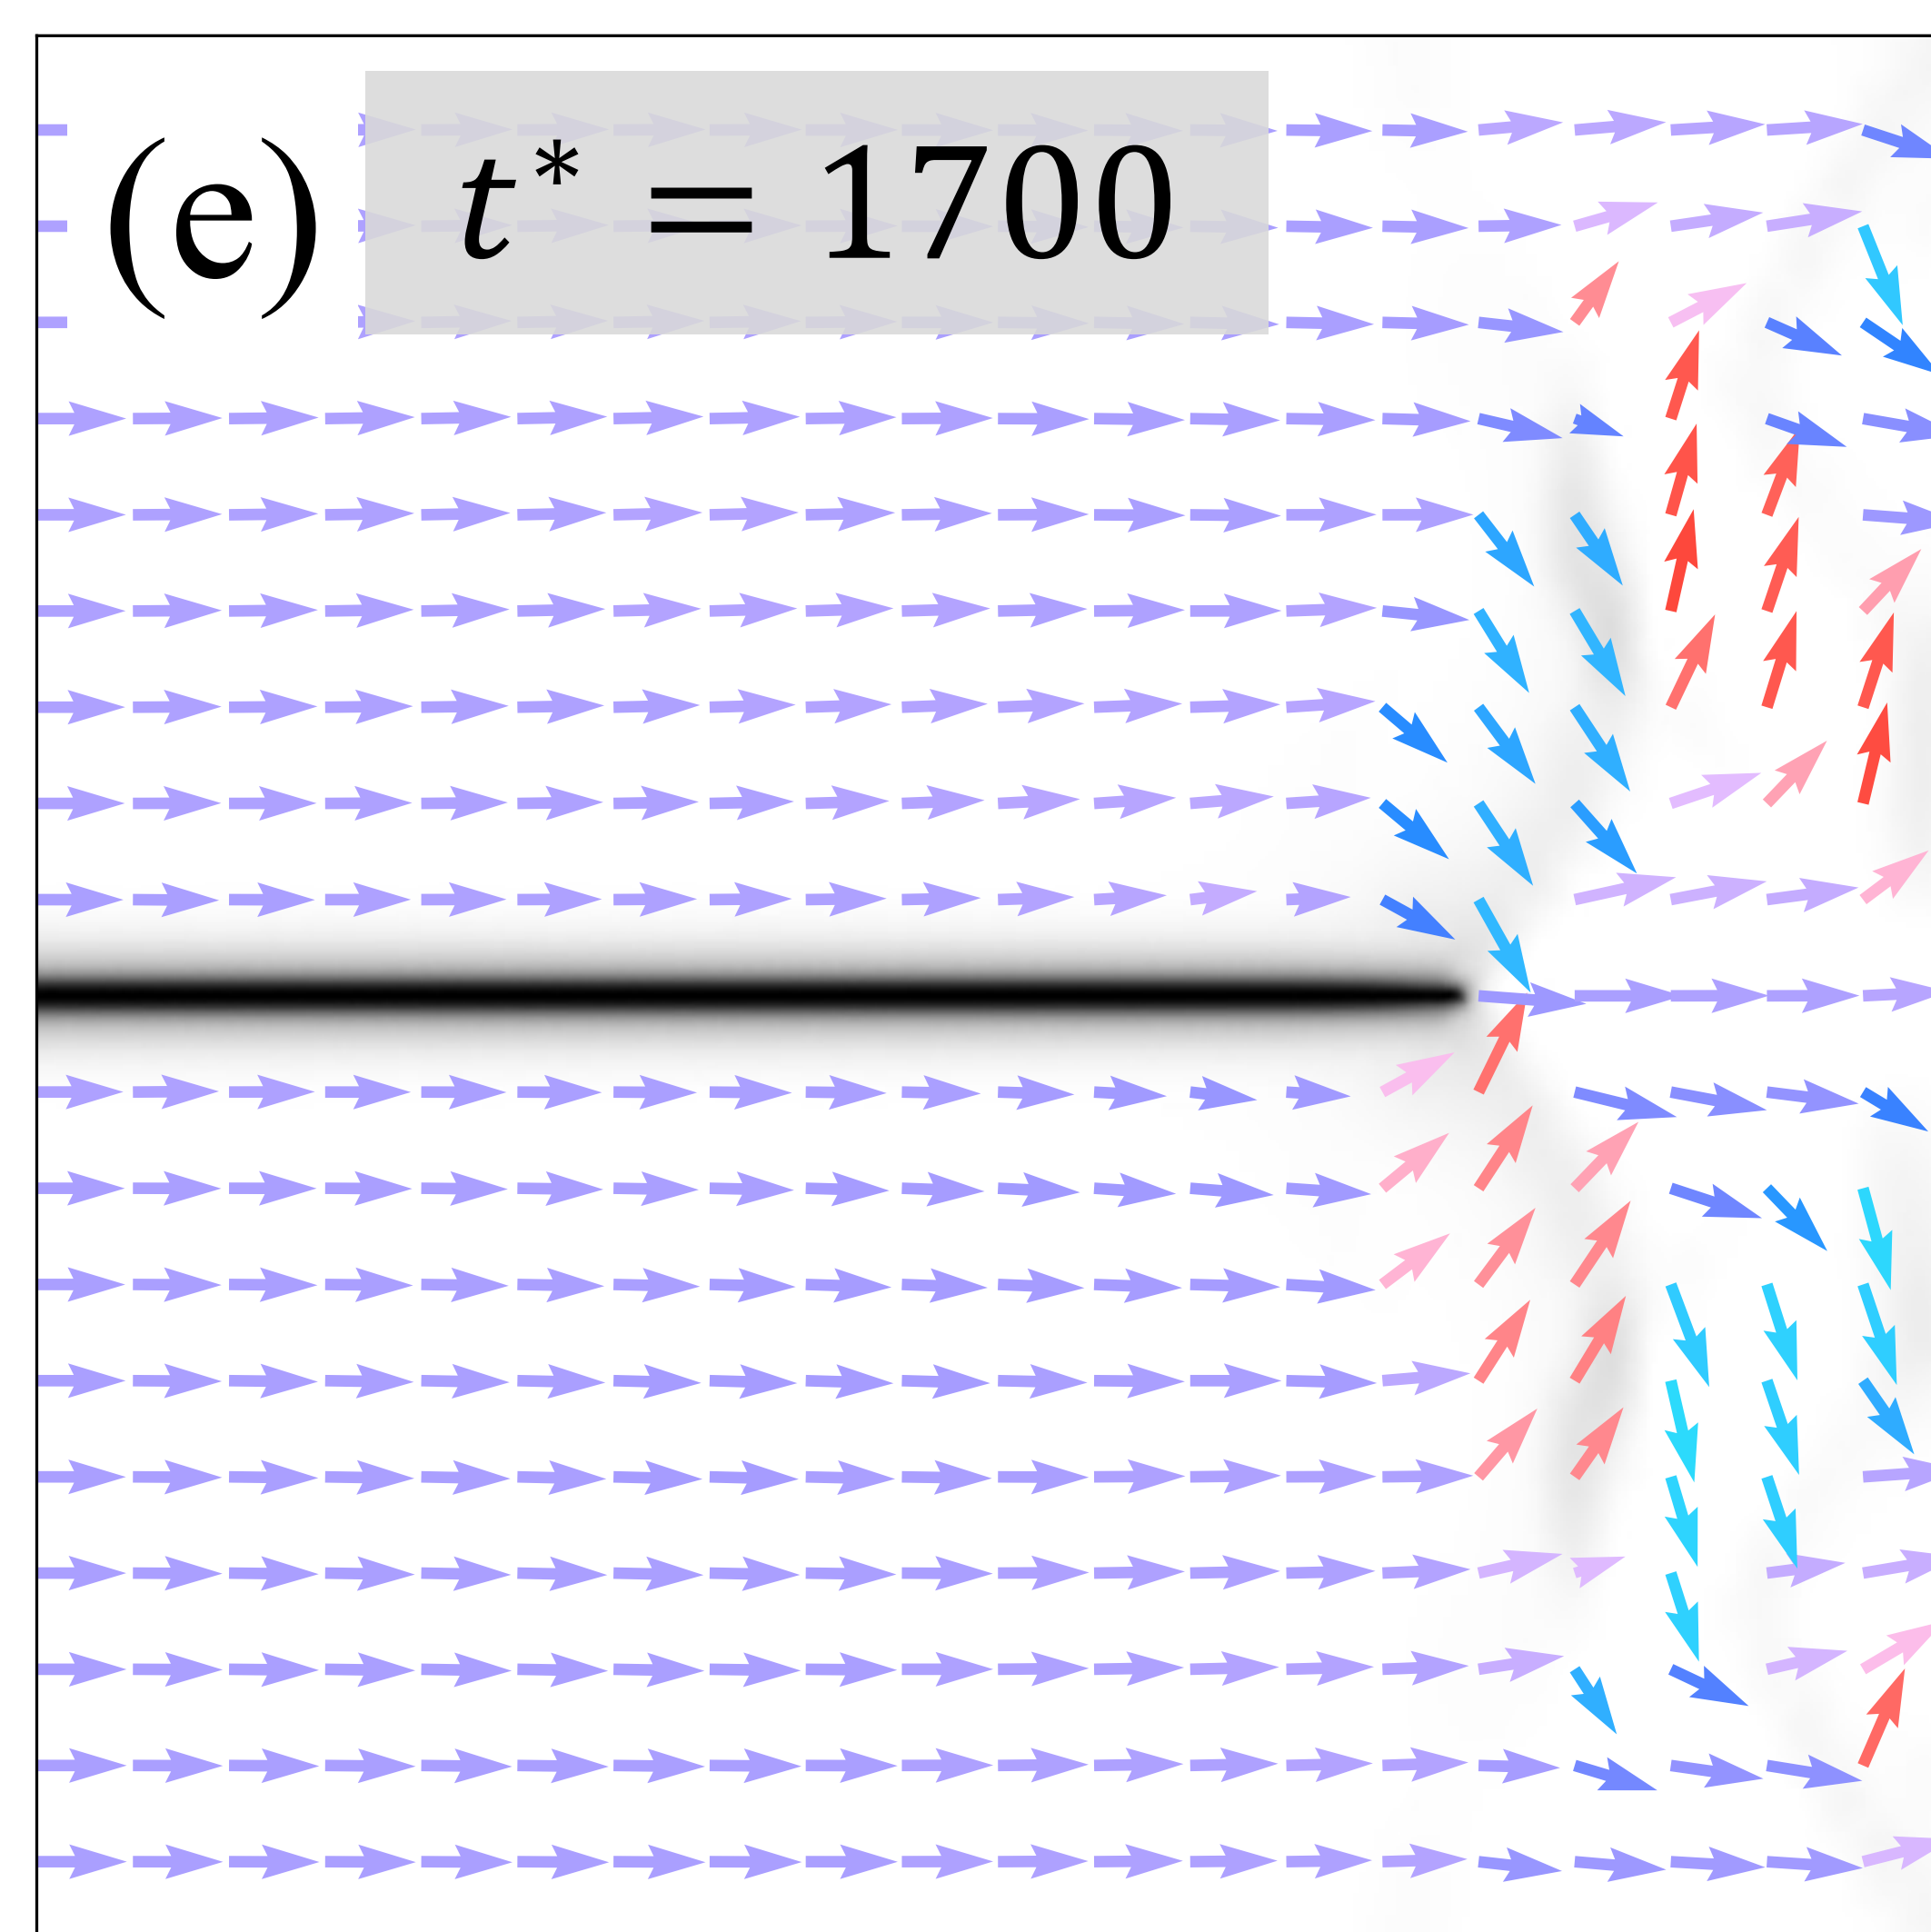 (e) t* = 1700